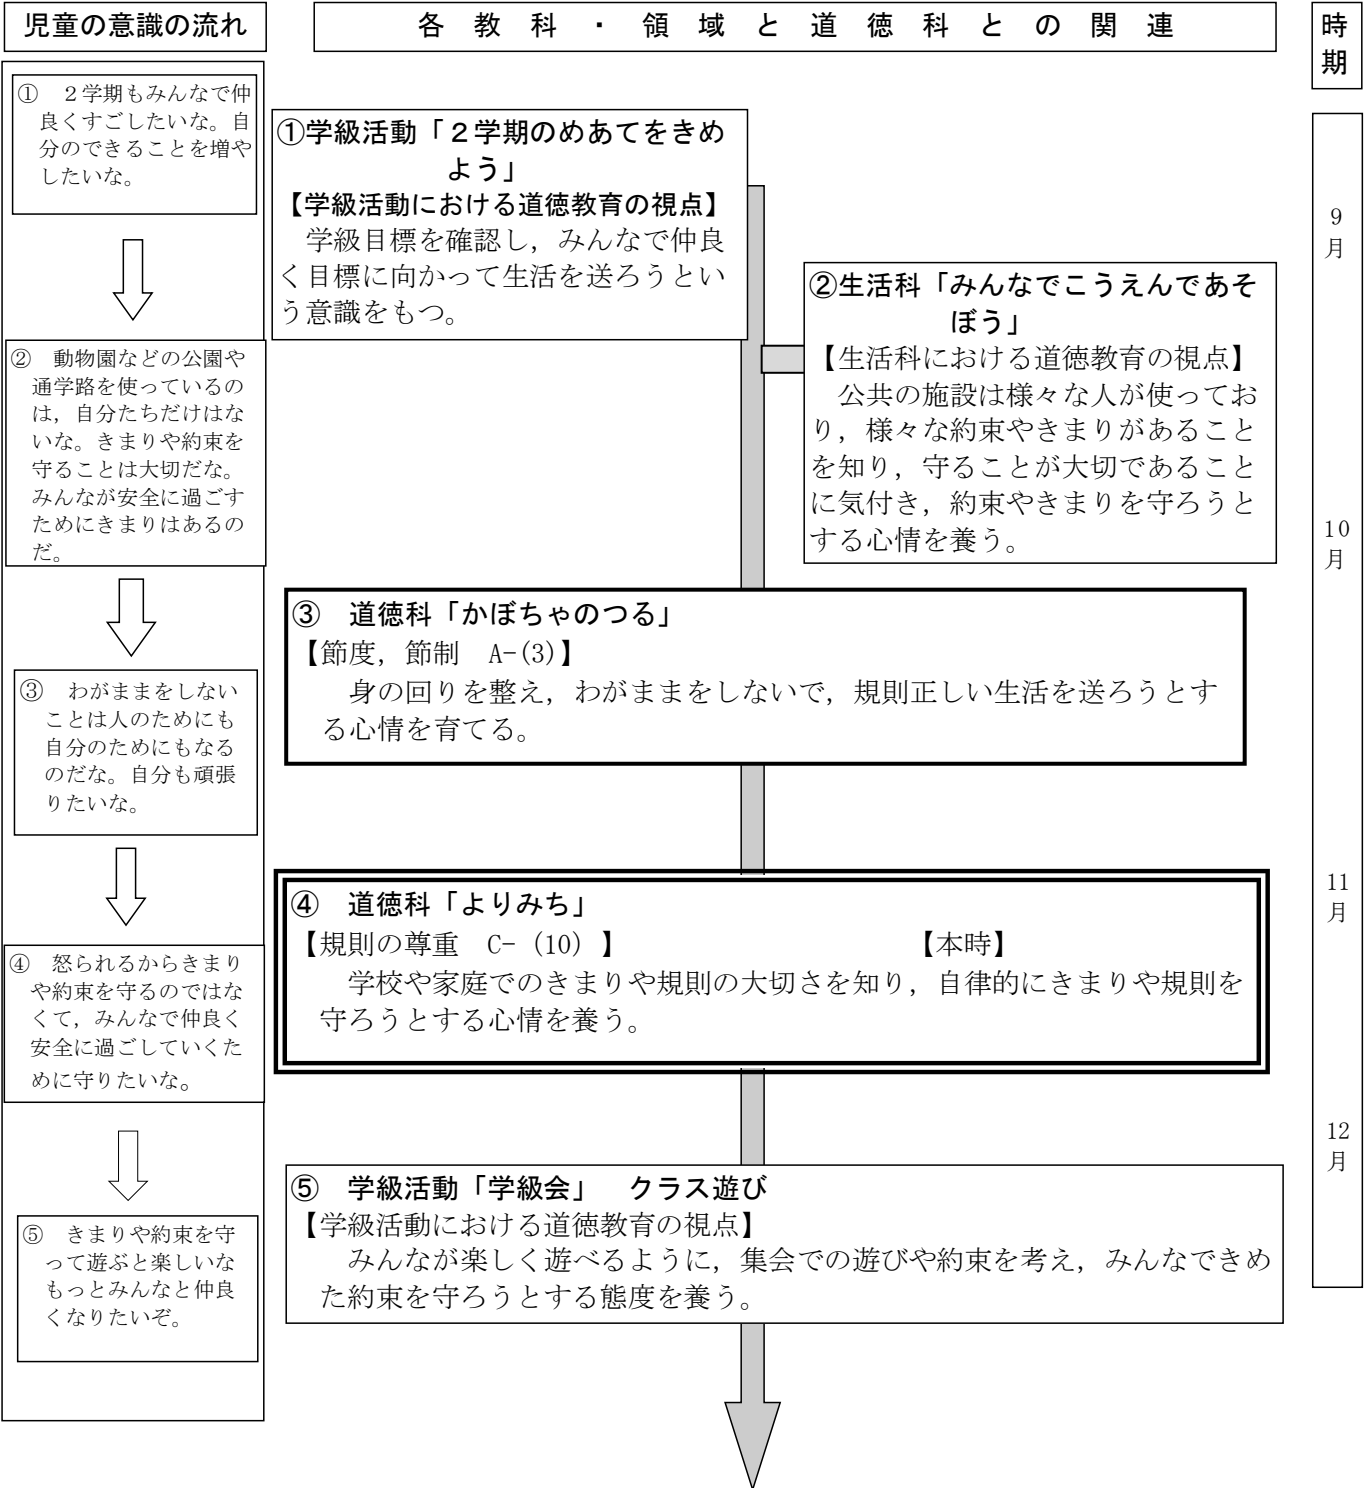 児童の意識の流れ
各教科・領域と道徳科との関連
時
期
① 2学期もみんなで仲
良くすごしたいな。自
分のできることを増や
したいな。
② 動物園などの公園や
通学路を使っているの
は，自分たちだけはな
いな。きまりや約束を
守ることは大切だな。
みんなが安全に過ごす
ためにきまりはあるの
だ。
③ わがままをしない
ことは人のためにも
自分のためにもなる
のだな。自分も頑張
りたいな。
④ 怒られるからきまり
や約束を守るのではな
くて，みんなで仲良く
安全に過ごしていくた
めに守りたいな。
⑤ きまりや約束を守
って遊ぶと楽しいな
もっとみんなと仲良
くなりたいぞ。
①学級活動「２学期のめあてをきめ
よう」
【学級活動における道徳教育の視点】
学級目標を確認し，みんなで仲良
く目標に向かって生活を送ろうとい
う意識をもつ。
②生活科「みんなでこうえんであそ
ぼう」
【生活科における道徳教育の視点】
公共の施設は様々な人が使ってお
り，様々な約束やきまりがあること
を知り，守ることが大切であること
に気付き，約束やきまりを守ろうと
する心情を養う。
③ 道徳科「かぼちゃのつる」
【節度，節制 A-(3)】
身の回りを整え，わがままをしないで，規則正しい生活を送ろうとす
る心情を育てる。
④ 道徳科「よりみち」
【規則の尊重 C-（10）】 【本時】
学校や家庭でのきまりや規則の大切さを知り，自律的にきまりや規則を
守ろうとする心情を養う。
⑤ 学級活動「学級会」 クラス遊び
【学級活動における道徳教育の視点】
みんなが楽しく遊べるように，集会での遊びや約束を考え，みんなできめ
た約束を守ろうとする態度を養う。
9
月
10
月
11
月
12
月